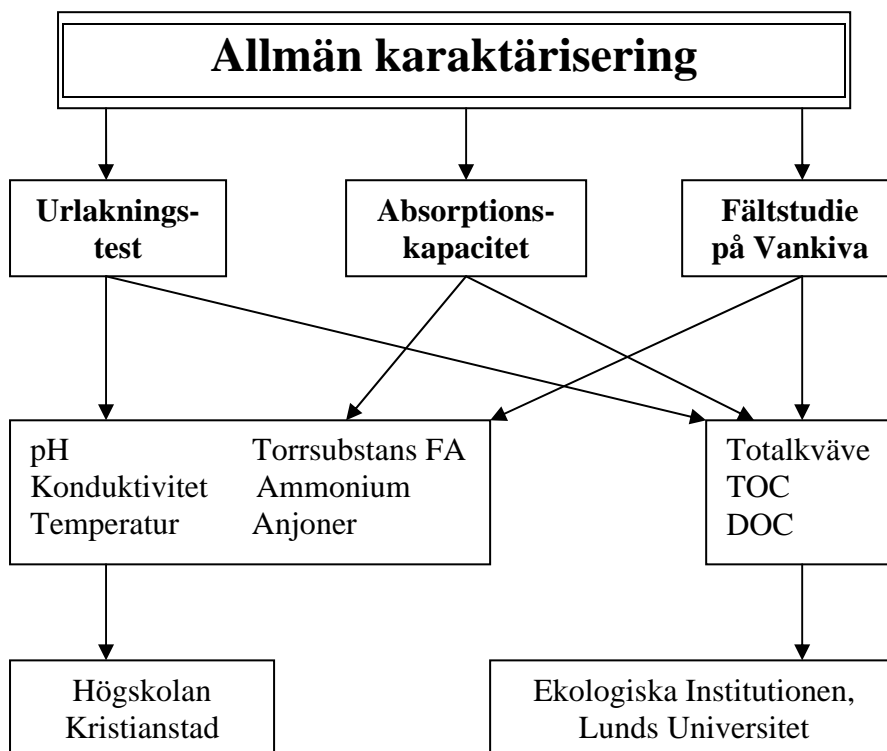 Allmän karaktärisering
Urlaknings-
test
Absorptions-
kapacitet
Fältstudie
på Vankiva
pH Torrsubstans FA
Konduktivitet Ammonium
Temperatur Anjoner
Totalkväve
TOC
DOC
Högskolan
Kristianstad
Ekologiska Institutionen,
Lunds Universitet